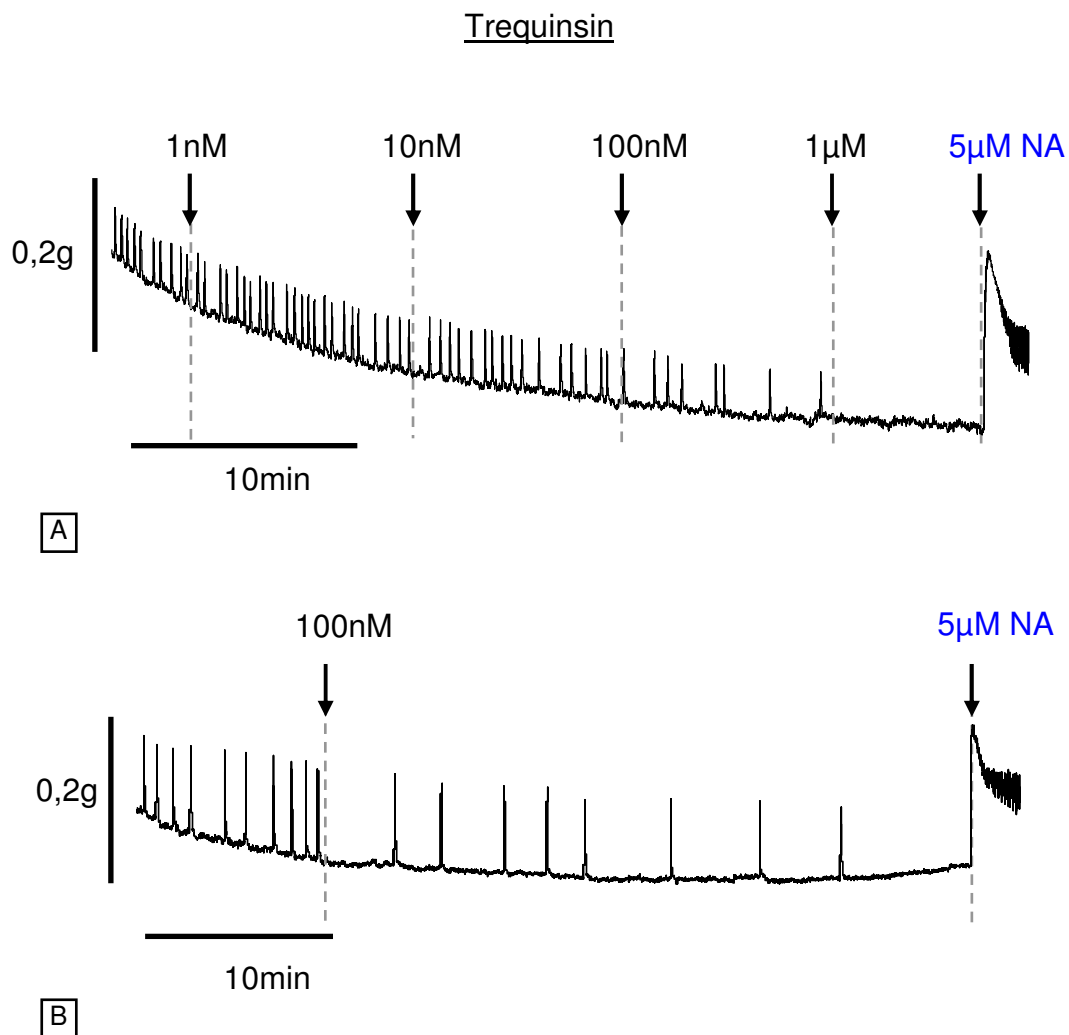 Trequinsin
1nM 10nM 100nM 1µM 5µM NA
0,2g
10min
A
100nM 5µM NA
0,2g
10min
B